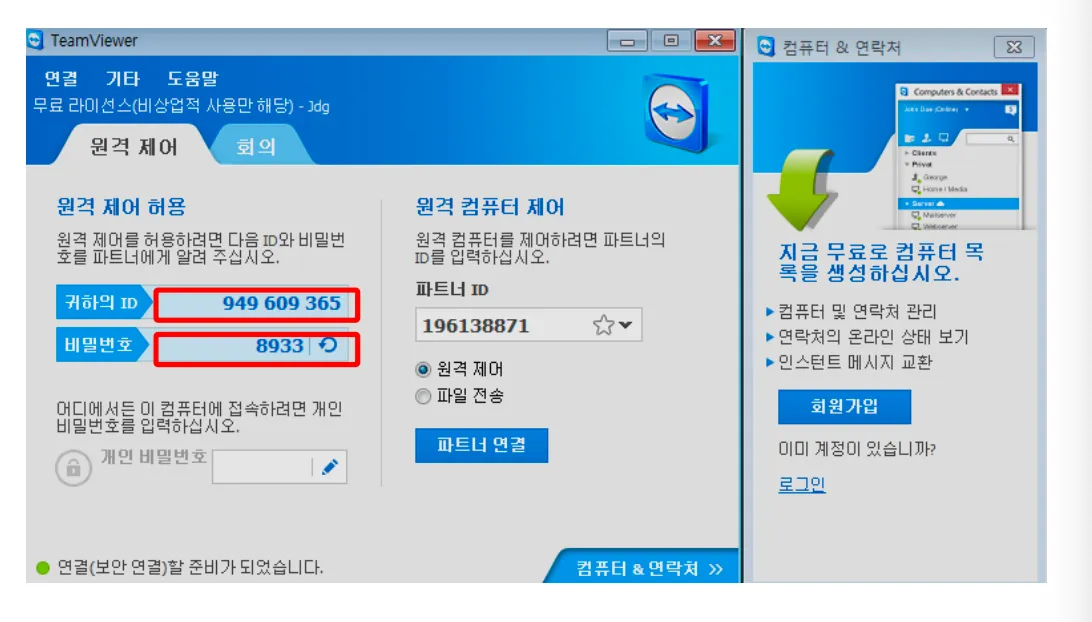 TeamViewer
연결 기타 도움말
무료 라이선스(비상업적 사용만 해당) - Jdg
원격 제어
회의
원격 제어 허용
원격 제어를 허용하려면 다음 ID와 비밀번
호를 파트너에게 알려 주십시오.
귀하의 ID
949 609 365
비밀번호
8933
어디에서든 이 컴퓨터에 접속하려면 개인
비밀번호를 입력하십시오.
개인 비밀번호
원격 컴퓨터 제어
원격 컴퓨터를 제어하려면 파트너의
ID를 입력하십시오.
파트너 ID
196138871
원격 제어
파일 전송
파트너 연결
연결(보안 연결)할 준비가 되었습니다.
컴퓨터 & 연락처 >>
컴퓨터 & 연락처
Computers & Contacts
John Doe (Online)
Clients
Privat
George
Home / Media
Server
Mailserver
Webserver
지금 무료로 컴퓨터 목
록을 생성하십시오.
컴퓨터 및 연락처 관리
연락처의 온라인 상태 보기
인스턴트 메시지 교환
회원가입
이미 계정이 있습니까?
로그인